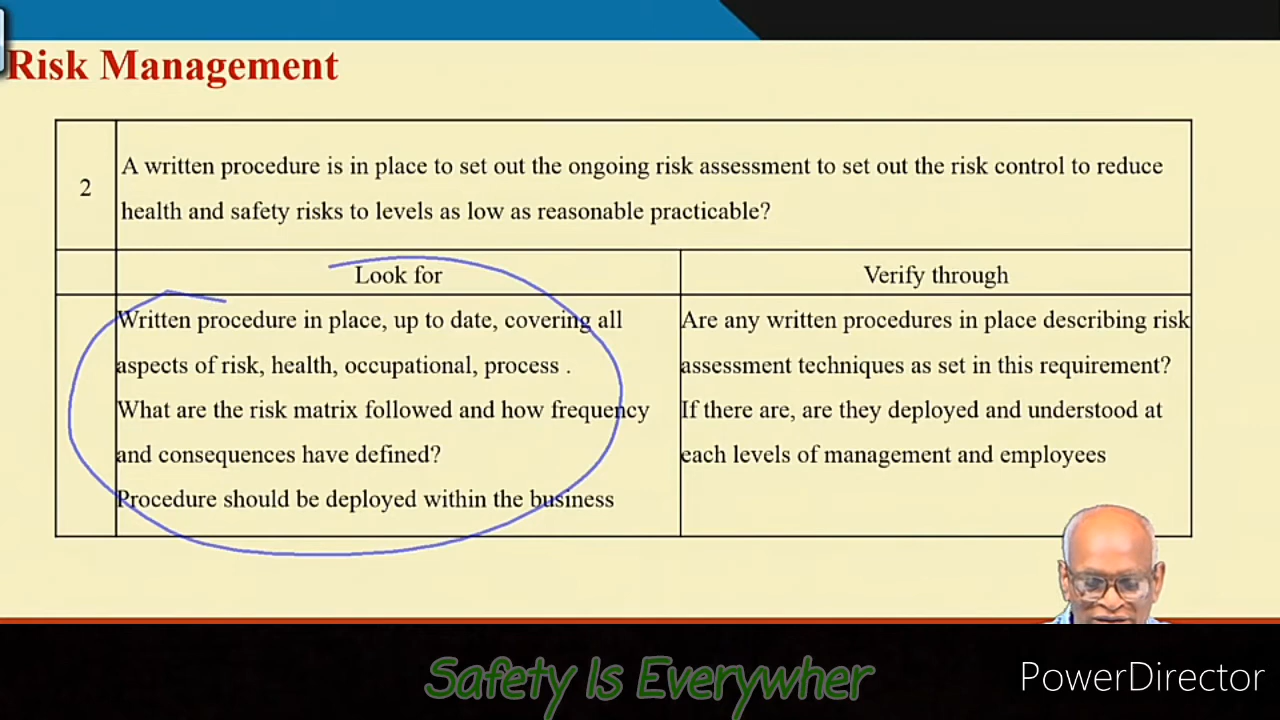 Risk Management
2
A written procedure is in place to set out the ongoing risk assessment to set out the risk control to reduce
health and safety risks to levels as low as reasonable practicable?
Look for
Verify through
Written procedure in place, up to date, covering all
aspects of risk, health, occupational, process .
What are the risk matrix followed and how frequency
and consequences have defined?
Procedure should be deployed within the business
Are any written procedures in place describing risk
assessment techniques as set in this requirement?
If there are, are they deployed and understood at
each levels of management and employees
Safety Is Everywher
PowerDirector